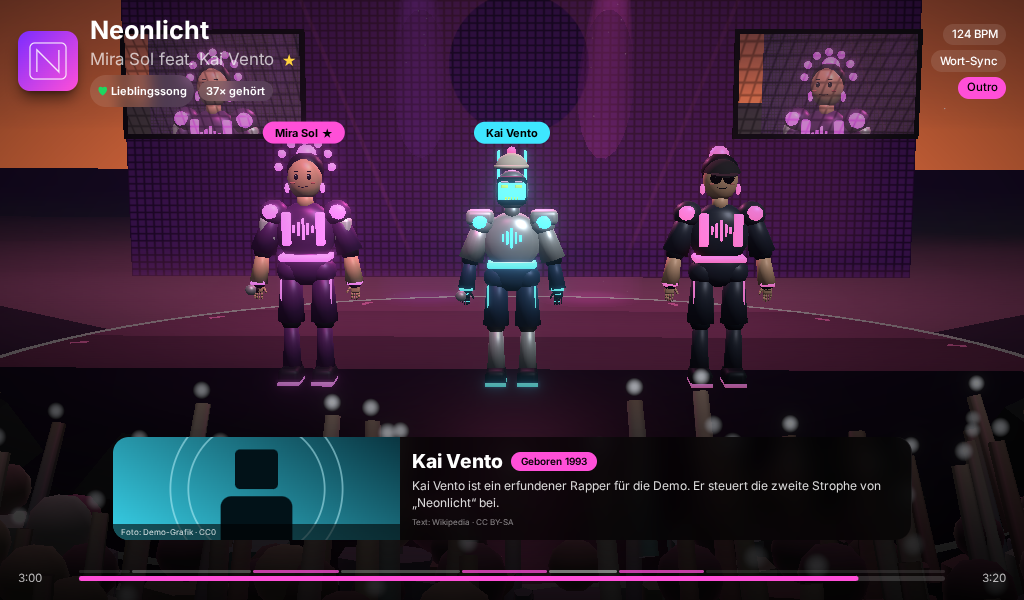 Neonlicht
Mira Sol feat. Kai Vento ★
Lieblingssong
37× gehört
124 BPM
Wort-Sync
Outro
Mira Sol ★
Kai Vento
Kai Vento
Geboren 1993
Kai Vento ist ein erfundener Rapper für die Demo. Er steuert die zweite Strophe von
„Neonlicht“ bei.
Text: Wikipedia · CC BY-SA
Foto: Demo-Grafik · CC0
3:00
3:20